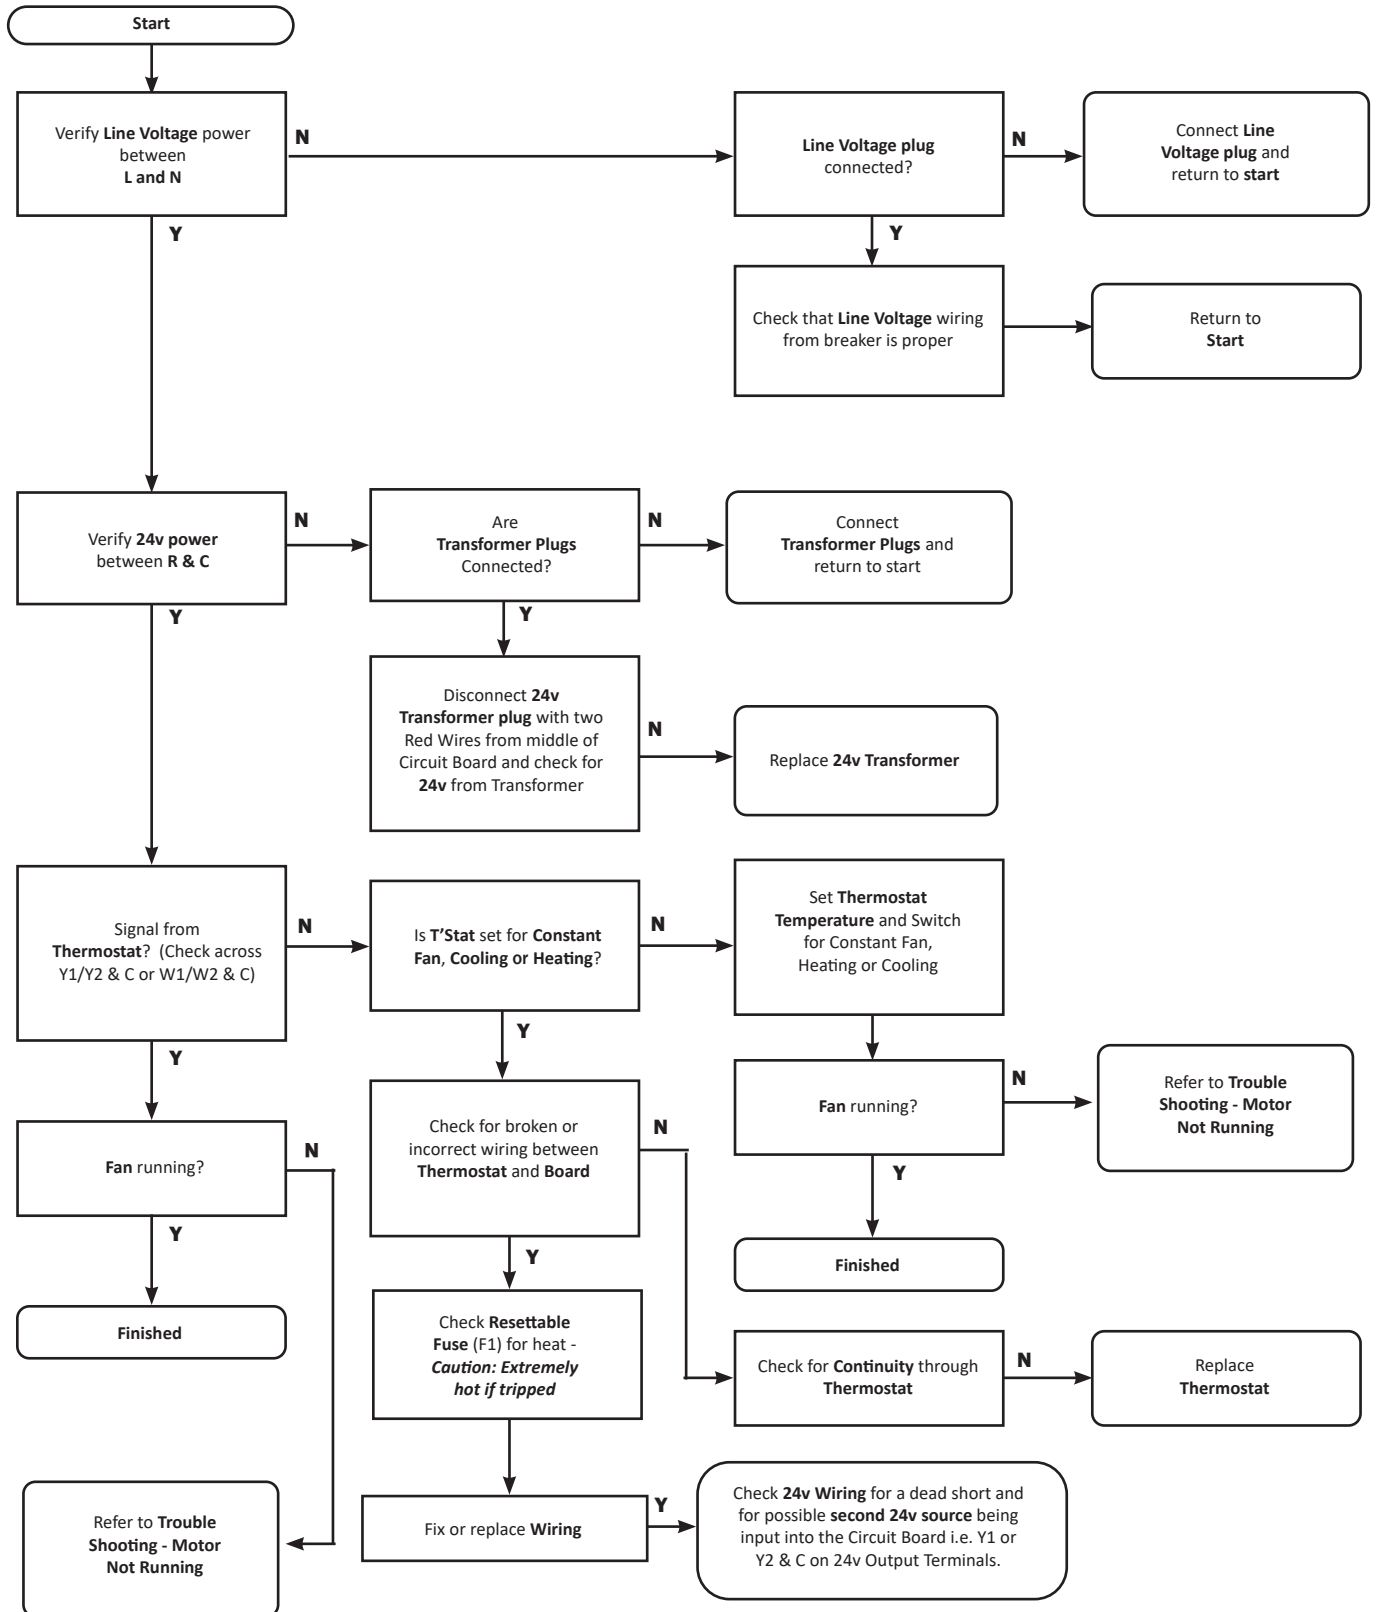 Start
Verify Line Voltage power
between
L and N
N
Line Voltage plug
connected?
N
Connect Line
Voltage plug and
return to start
Y
Y
Check that Line Voltage wiring
from breaker is proper
Return to
Start
Verify 24v power
between R & C
N
Are
Transformer Plugs
Connected?
N
Connect
Transformer Plugs and
return to start
Y
Y
Disconnect 24v
Transformer plug with two
Red Wires from middle of
Circuit Board and check for
24v from Transformer
N
Replace 24v Transformer
Signal from
Thermostat? (Check across
Y1/Y2 & C or W1/W2 & C)
N
Is T'Stat set for Constant
Fan, Cooling or Heating?
N
Set Thermostat
Temperature and Switch
for Constant Fan,
Heating or Cooling
Y
Y
Fan running?
N
Refer to Trouble
Shooting - Motor
Not Running
Check for broken or
incorrect wiring between
Thermostat and Board
N
Fan running?
N
Y
Y
Y
Finished
Finished
Check Resettable
Fuse (F1) for heat -
Caution: Extremely
hot if tripped
Check for Continuity through
Thermostat
N
Replace
Thermostat
Refer to Trouble
Shooting - Motor
Not Running
Fix or replace Wiring
Y
Check 24v Wiring for a dead short and
for possible second 24v source being
input into the Circuit Board i.e. Y1 or
Y2 & C on 24v Output Terminals.